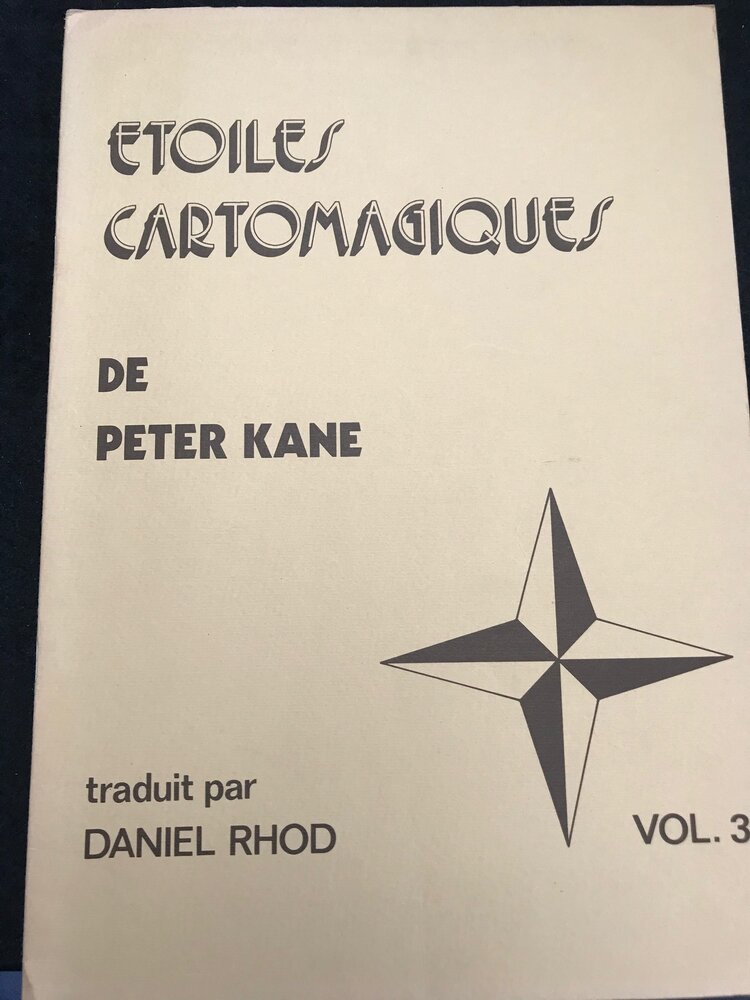 ETOILES
CARTOMAGIQUES
DE
PETER KANE
traduit par
DANIEL RHOD
VOL. 3